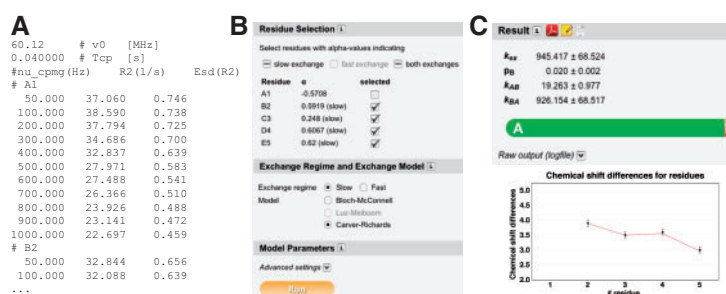 A
60.12 # v0 [MHz]
0.040000 # Tcp [s]
#nu_cpmg(Hz) R2(1/s) Esd(R2)
# A1
50.000 37.060 0.746
100.000 38.590 0.738
200.000 37.794 0.725
300.000 34.686 0.700
400.000 32.837 0.639
500.000 27.971 0.583
600.000 27.488 0.541
700.000 26.366 0.510
800.000 23.926 0.488
900.000 23.141 0.472
1000.000 22.697 0.459
# B2
50.000 32.844 0.656
100.000 32.088 0.639
...
B
Residue Selection
Select residues with alpha-values indicating
slow exchange fast exchange both exchanges
Residue α selected
A1 -0.5708
B2 0.5919 (slow)
C3 0.248 (slow)
D4 0.6067 (slow)
E5 0.62 (slow)
Exchange Regime and Exchange Model
Exchange regime Slow Fast
Model Bloch-McConnell
Luz-Meiboom
Carver-Richards
Model Parameters
Advanced settings
Run
C
Result
kex 945.417 ± 68.524
pB 0.020 ± 0.002
kAB 19.263 ± 0.977
kBA 926.154 ± 68.517
A
Raw output (logfile)
Chemical shift differences for residues
Chemical shift differences
5.0
4.5
4.0
3.5
3.0
2.5
2.0
1 2 3 4 5
# residue